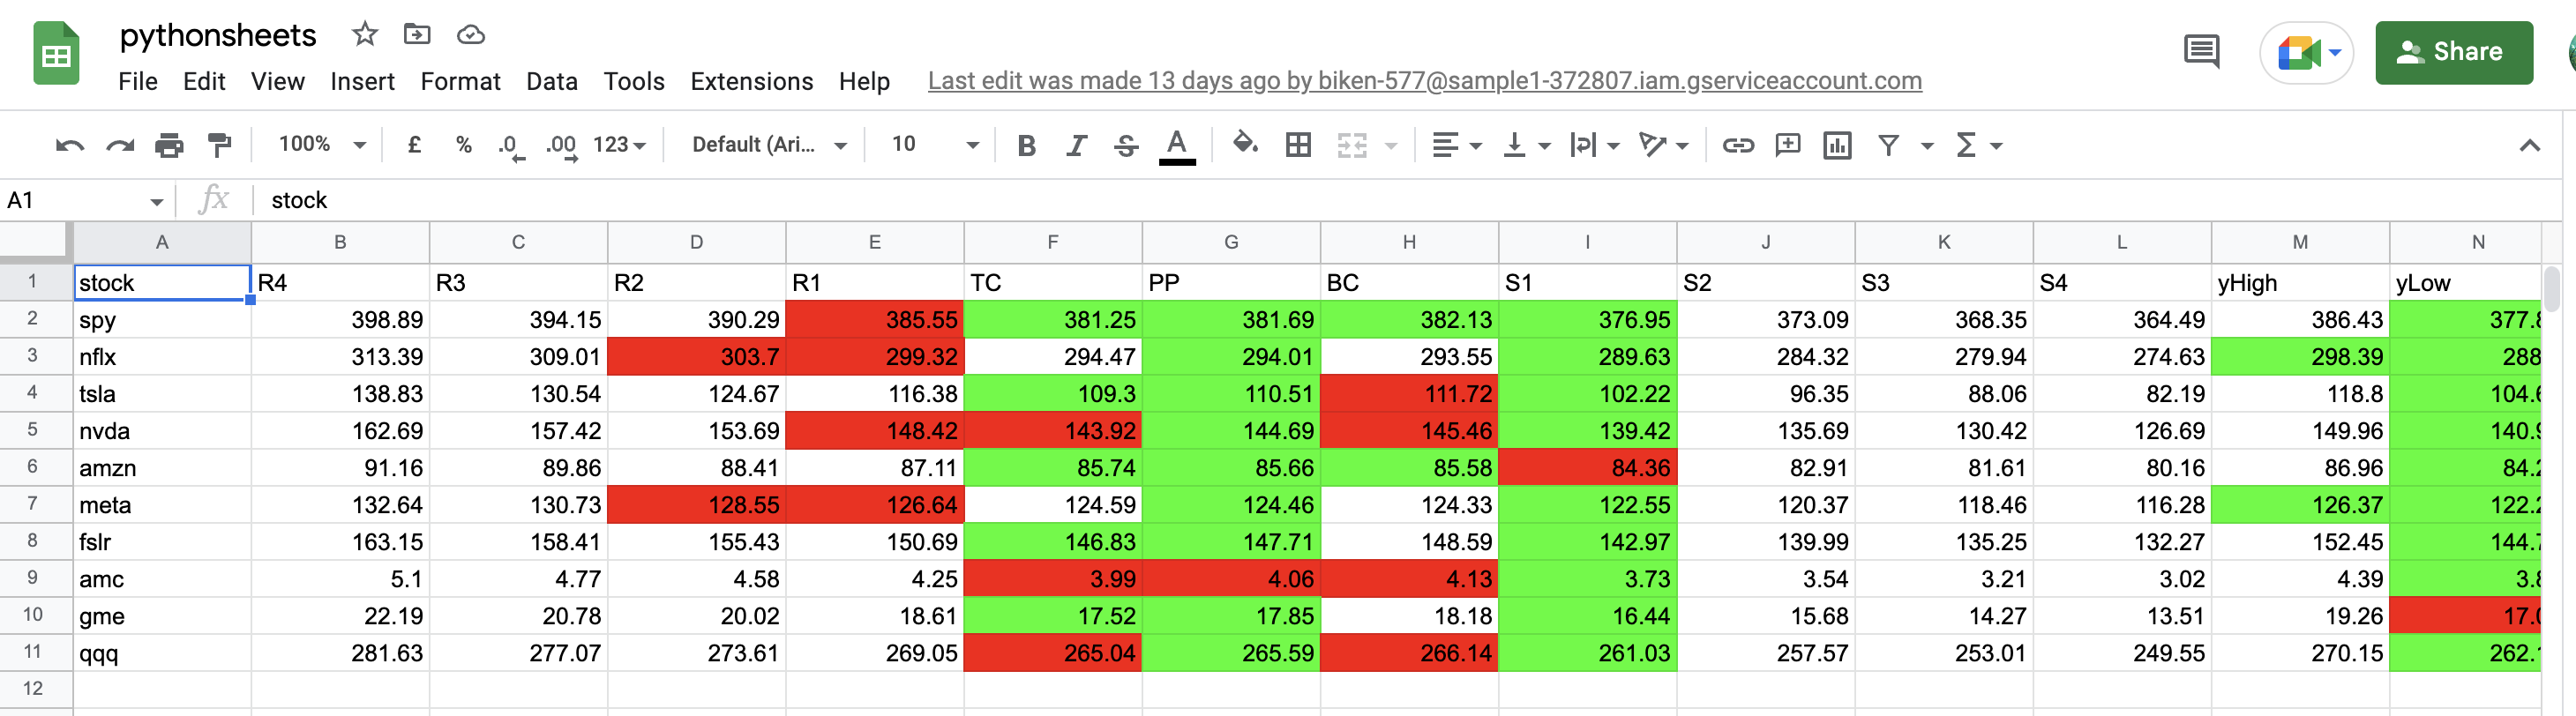 pythonsheets
File Edit View Insert Format Data Tools Extensions Help Last edit was made 13 days ago by biken-577@sample1-372807.iam.gserviceaccount.com
Share
100% £ % .0 .00 123 Default (Ari... 10 B I S A
A1 fx stock
A B C D E F G H I J K L M N
1 stock R4 R3 R2 R1 TC PP BC S1 S2 S3 S4 yHigh yLow
2 spy 398.89 394.15 390.29 385.55 381.25 381.69 382.13 376.95 373.09 368.35 364.49 386.43 377.
3 nflx 313.39 309.01 303.7 299.32 294.47 294.01 293.55 289.63 284.32 279.94 274.63 298.39 288
4 tsla 138.83 130.54 124.67 116.38 109.3 110.51 111.72 102.22 96.35 88.06 82.19 118.8 104.
5 nvda 162.69 157.42 153.69 148.42 143.92 144.69 145.46 139.42 135.69 130.42 126.69 149.96 140.
6 amzn 91.16 89.86 88.41 87.11 85.74 85.66 85.58 84.36 82.91 81.61 80.16 86.96 84.
7 meta 132.64 130.73 128.55 126.64 124.59 124.46 124.33 122.55 120.37 118.46 116.28 126.37 122.
8 fslr 163.15 158.41 155.43 150.69 146.83 147.71 148.59 142.97 139.99 135.25 132.27 152.45 144.
9 amc 5.1 4.77 4.58 4.25 3.99 4.06 4.13 3.73 3.54 3.21 3.02 4.39 3.
10 gme 22.19 20.78 20.02 18.61 17.52 17.85 18.18 16.44 15.68 14.27 13.51 19.26 17.
11 qqq 281.63 277.07 273.61 269.05 265.04 265.59 266.14 261.03 257.57 253.01 249.55 270.15 262.
12